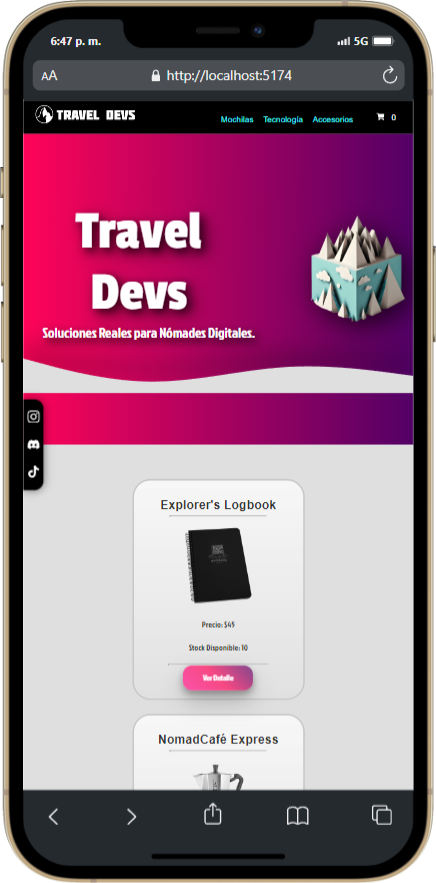 6:47 p. m.
5G
AA
http://localhost:5174
TRAVEL DEVS
Mochilas Tecnología Accesorios 0
Travel
Devs
Soluciones Reales para Nómades Digitales.
Explorer's Logbook
Precio: $45
Stock Disponible: 10
Ver Detalle
NomadCafé Express